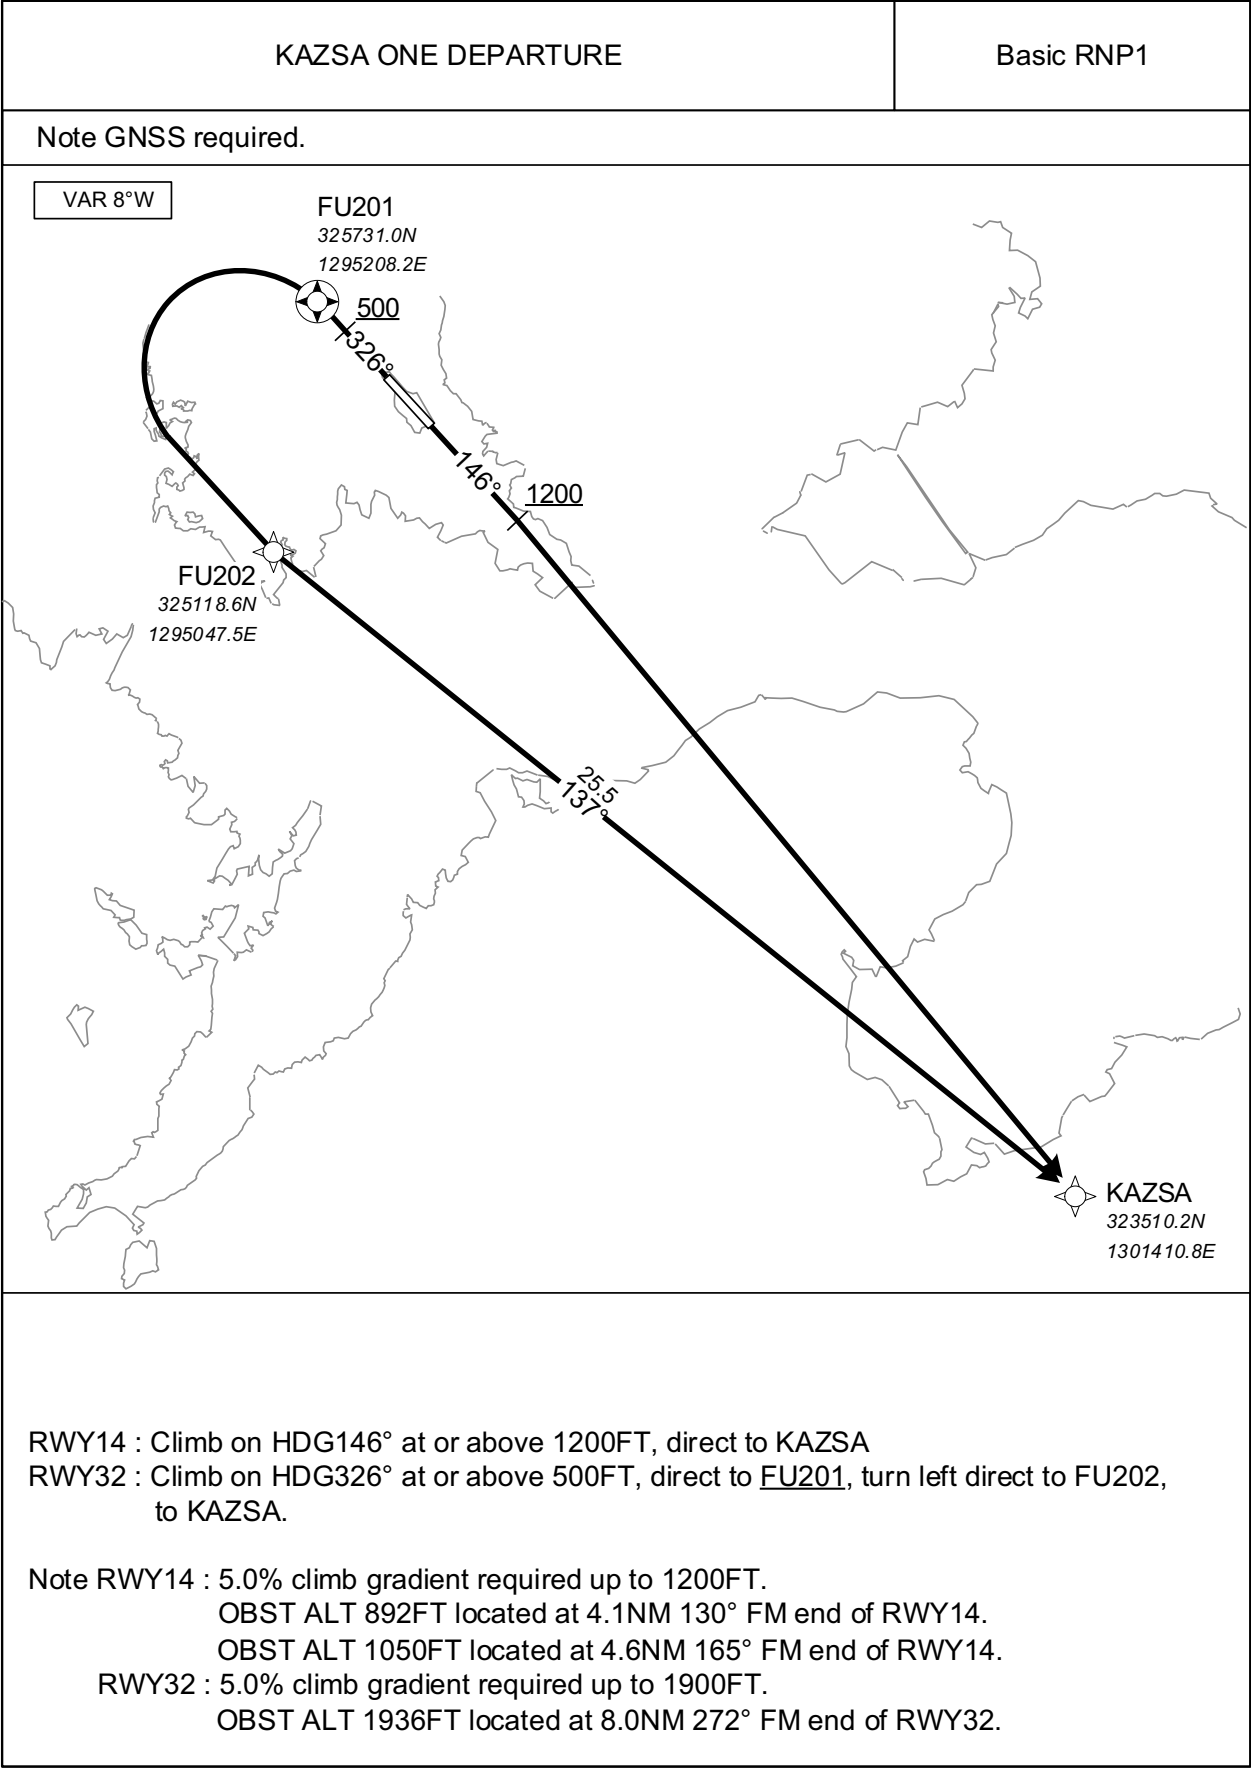 KAZSA ONE DEPARTURE
Basic RNP1
Note GNSS required.
VAR 8°W
FU201
325731.0N
1295208.2E
500
326°
146°
1200
FU202
325118.6N
1295047.5E
25.5
137°
KAZSA
323510.2N
1301410.8E
RWY14 : Climb on HDG146° at or above 1200FT, direct to KAZSA
RWY32 : Climb on HDG326° at or above 500FT, direct to FU201, turn left direct to FU202,
to KAZSA.
Note RWY14 : 5.0% climb gradient required up to 1200FT.
OBST ALT 892FT located at 4.1NM 130° FM end of RWY14.
OBST ALT 1050FT located at 4.6NM 165° FM end of RWY14.
RWY32 : 5.0% climb gradient required up to 1900FT.
OBST ALT 1936FT located at 8.0NM 272° FM end of RWY32.